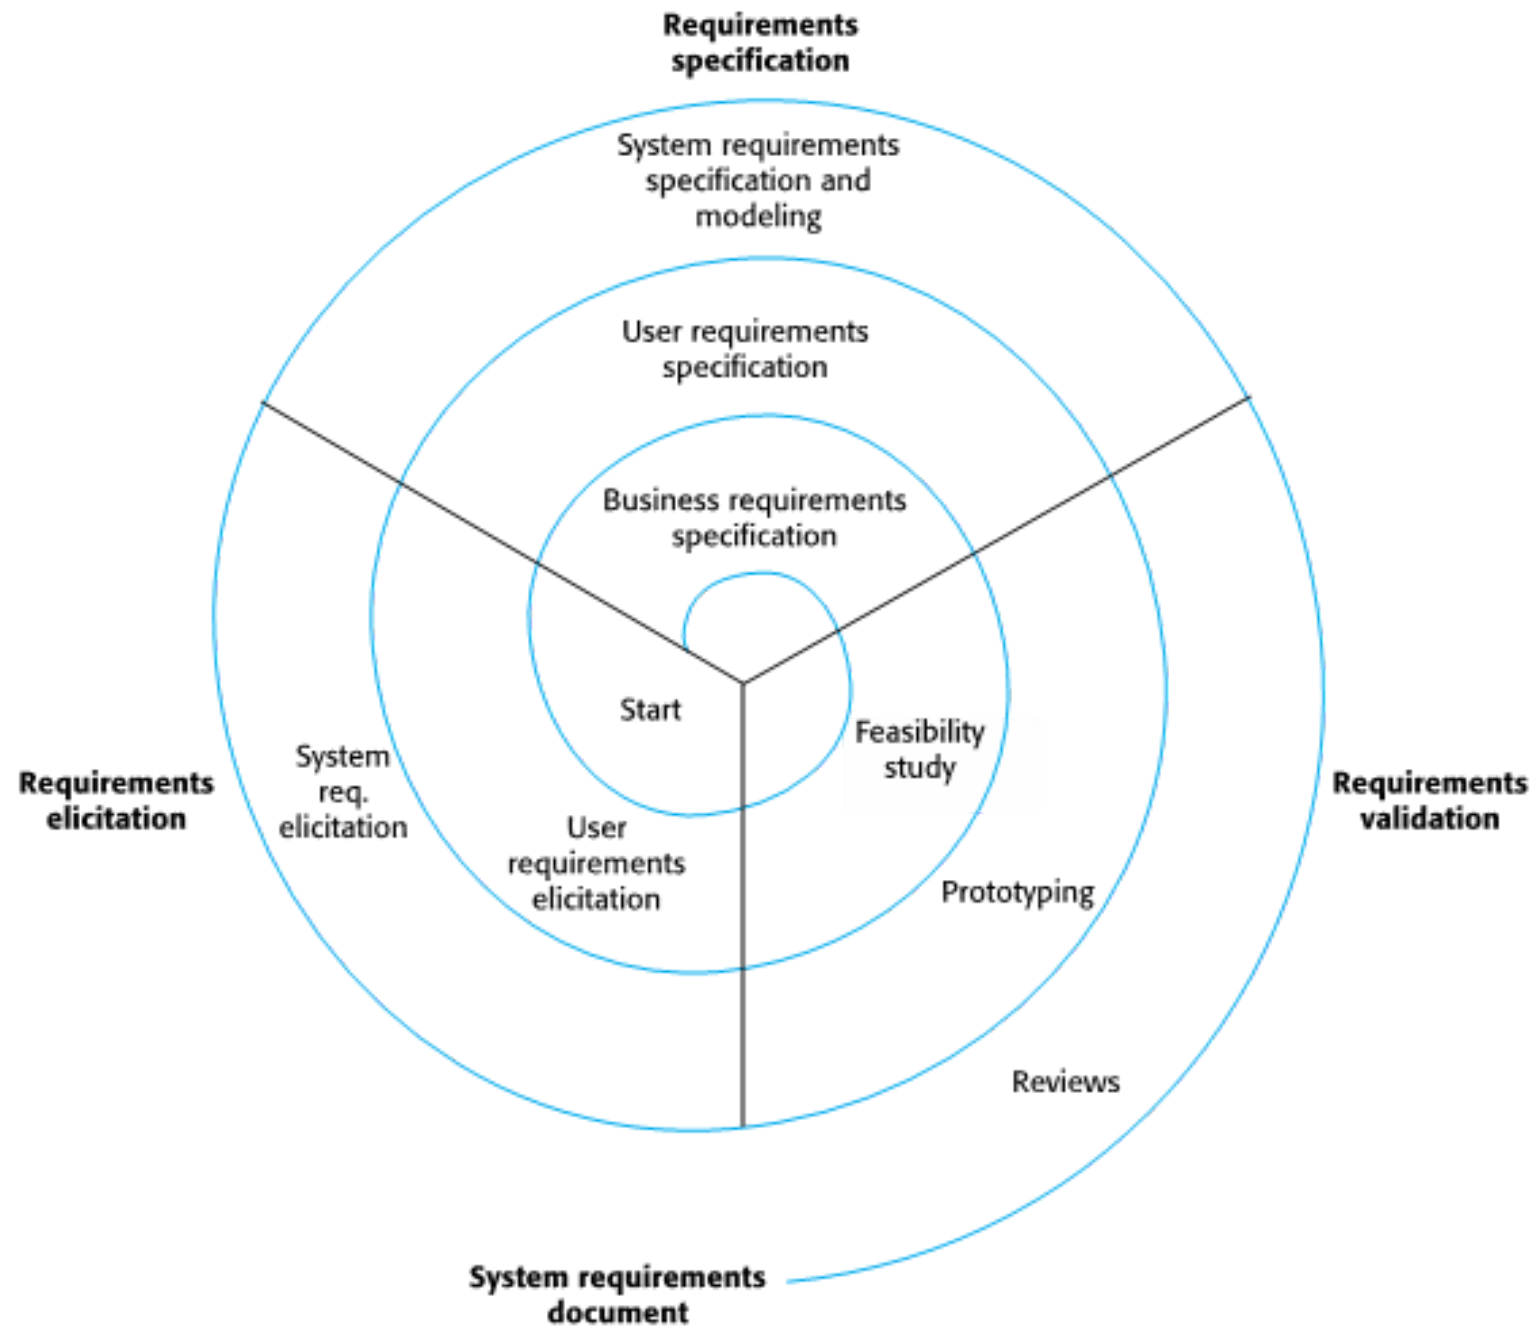 Requirements
specification
System requirements
specification and
modeling
User requirements
specification
Business requirements
specification
Start
Feasibility
study
System
req.
elicitation
Requirements
elicitation
Requirements
validation
User
requirements
elicitation
Prototyping
Reviews
System requirements
document